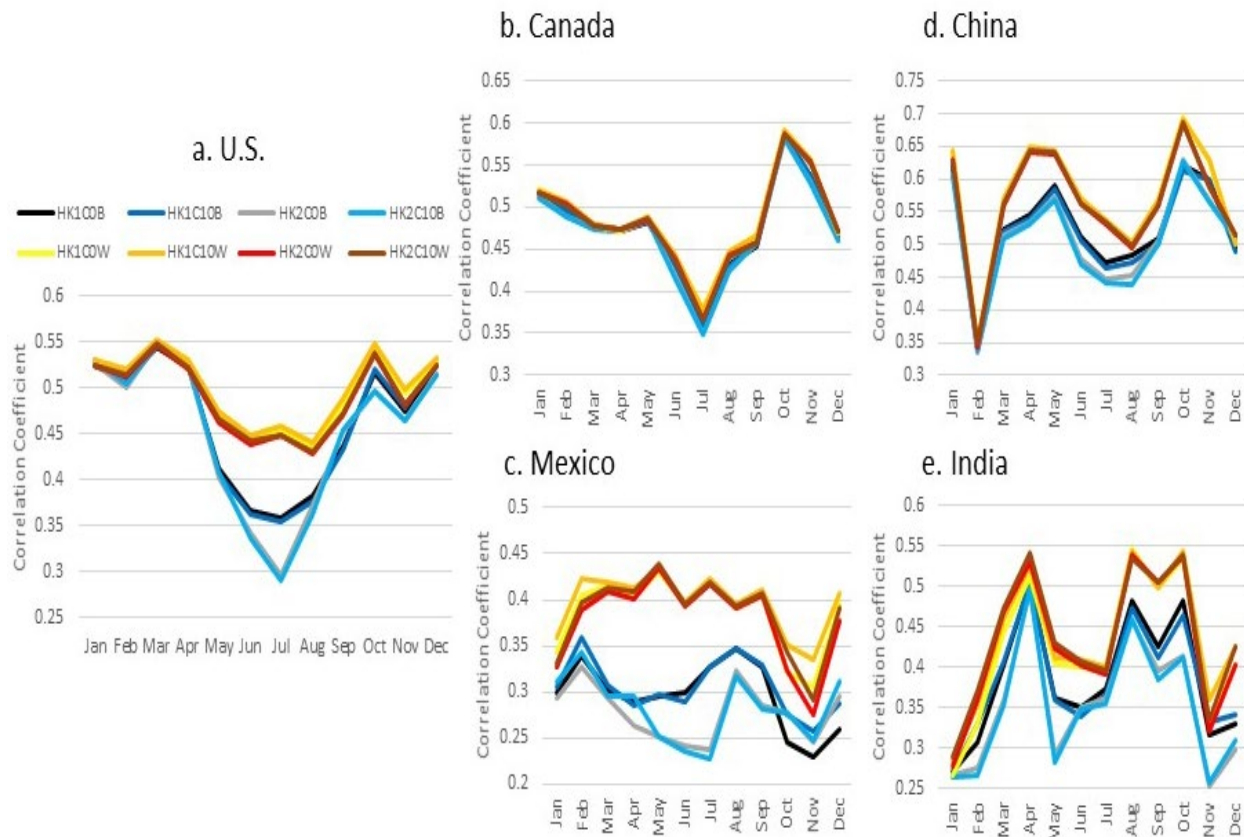 a. U.S.
HK1C0B HK1C10B HK2C0B HK2C10B
HK1C0W HK1C10W HK2C0W HK2C10W
Correlation Coefficient
0.6
0.55
0.5
0.45
0.4
0.35
0.3
0.25
Jan Feb Mar Apr May Jun Jul Aug Sep Oct Nov Dec
b. Canada
Correlation Coefficient
0.65
0.6
0.55
0.5
0.45
0.4
0.35
0.3
Jan Feb Mar Apr May Jun Jul Aug Sep Oct Nov Dec
c. Mexico
Correlation Coefficient
0.5
0.45
0.4
0.35
0.3
0.25
0.2
Jan Feb Mar Apr May Jun Jul Aug Sep Oct Nov Dec
d. China
Correlation Coefficient
0.75
0.7
0.65
0.6
0.55
0.5
0.45
0.4
0.35
0.3
Jan Feb Mar Apr May Jun Jul Aug Sep Oct Nov Dec
e. India
Correlation Coefficient
0.6
0.55
0.5
0.45
0.4
0.35
0.3
0.25
Jan Feb Mar Apr May Jun Jul Aug Sep Oct Nov Dec